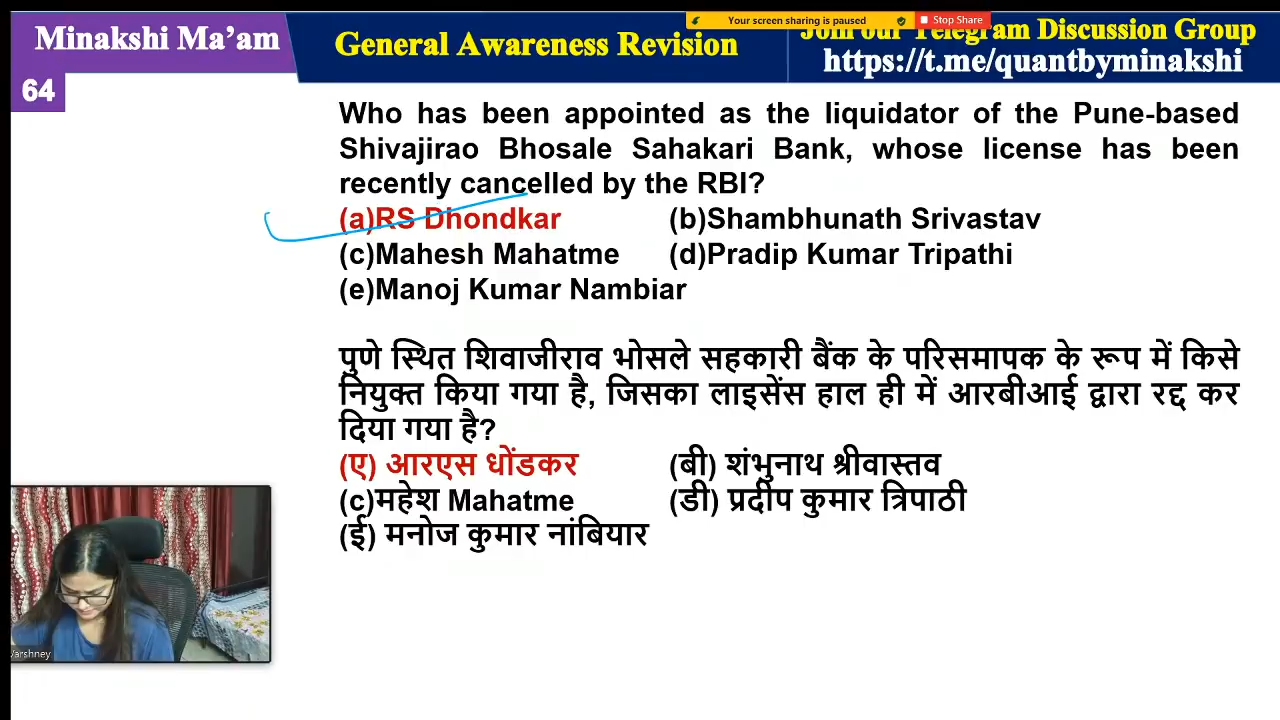 Minakshi Ma'am
General Awareness Revision
Your screen sharing is paused
Stop Share
Join our Telegram Discussion Group
https://t.me/quantbyminakshi
64
Who has been appointed as the liquidator of the Pune-based
Shivajirao Bhosale Sahakari Bank, whose license has been
recently cancelled by the RBI?
(a)RS Dhondkar (b)Shambhunath Srivastav
(c)Mahesh Mahatme (d)Pradip Kumar Tripathi
(e)Manoj Kumar Nambiar
पुणे स्थित शिवाजीराव भोसले सहकारी बैंक के परिसमापक के रूप में किसे
नियुक्त किया गया है, जिसका लाइसेंस हाल ही में आरबीआई द्वारा रद्द कर
दिया गया है?
(ए) आरएस धोंडकर (बी) शंभुनाथ श्रीवास्तव
(c)महेश Mahatme (डी) प्रदीप कुमार त्रिपाठी
(ई) मनोज कुमार नांबियार
Varshney